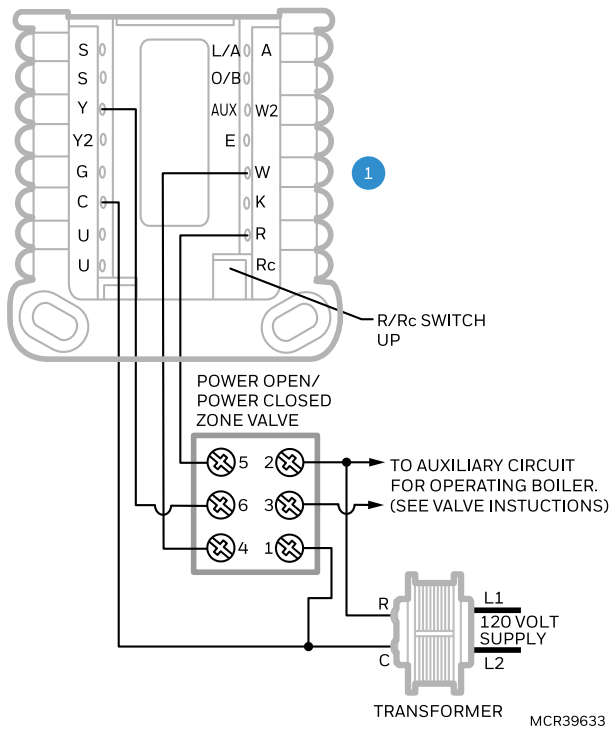 S L/A A
S O/B
Y AUX W2
Y2 E
G W 1
C K
U R
U Rc
R/Rc SWITCH
UP
POWER OPEN/
POWER CLOSED
ZONE VALVE
5 2
6 3
4 1
TO AUXILIARY CIRCUIT
FOR OPERATING BOILER.
(SEE VALVE INSTUCTIONS)
R L1
120 VOLT
SUPPLY
C L2
TRANSFORMER
MCR39633